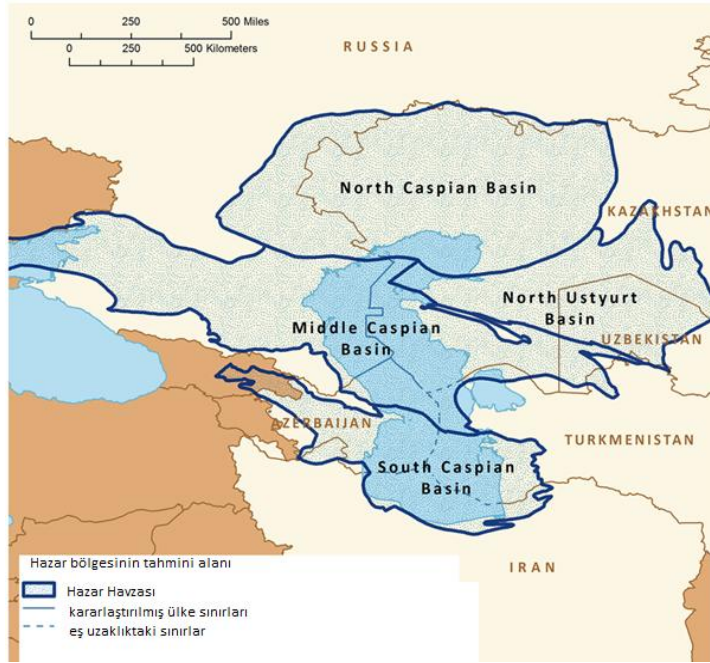 0 250 500 Miles
0 250 500 Kilometers
RUSSIA
North Caspian Basin
KAZAKHSTAN
North Ustyurt
Basin
Middle Caspian
Basin
UZBEKISTAN
AZERBAIJAN
TURKMENISTAN
South Caspian
Basin
IRAN
Hazar bölgesinin tahmini alanı
Hazar Havzası
kararlaştırılmış ülke sınırları
eş uzaklıktaki sınırlar